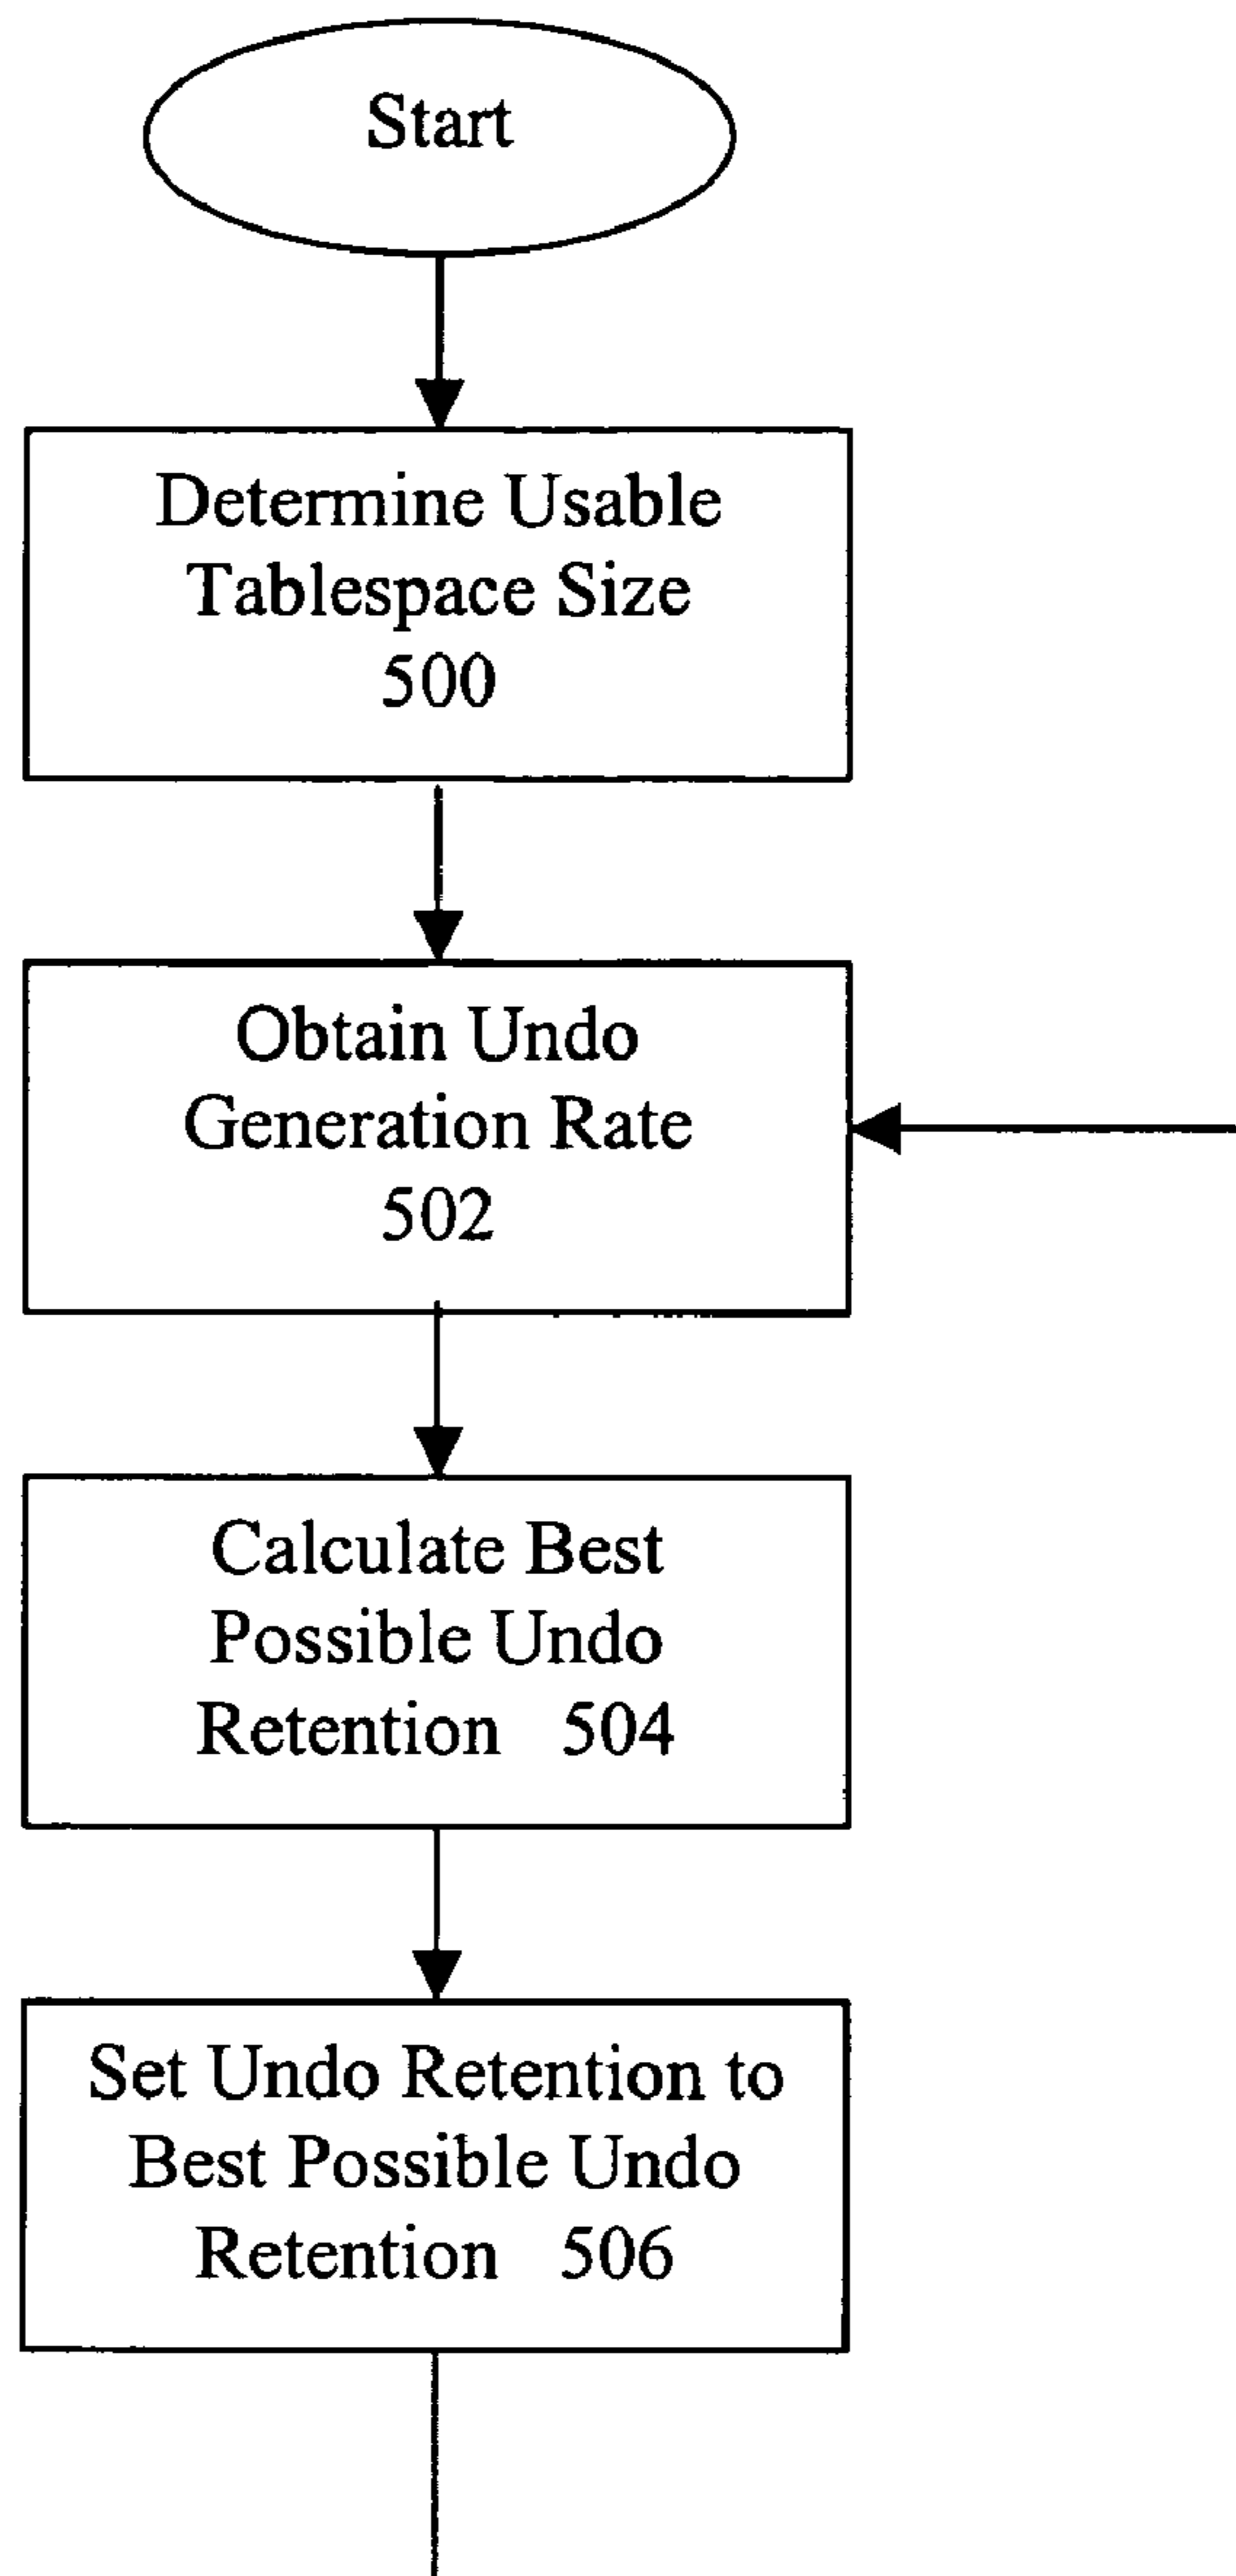 Start
Determine Usable
Tablespace Size
500
Obtain Undo
Generation Rate
502
Calculate Best
Possible Undo
Retention 504
Set Undo Retention to
Best Possible Undo
Retention 506